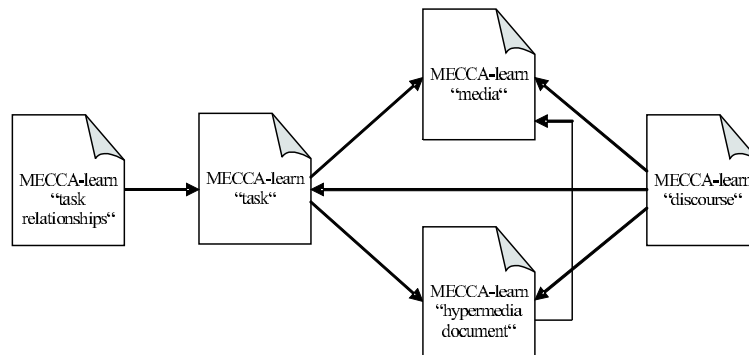 MECCA-learn
“media“
MECCA-learn
“task
relationships“
MECCA-learn
“task“
MECCA-learn
“discourse“
MECCA-learn
“hypermedia
document“